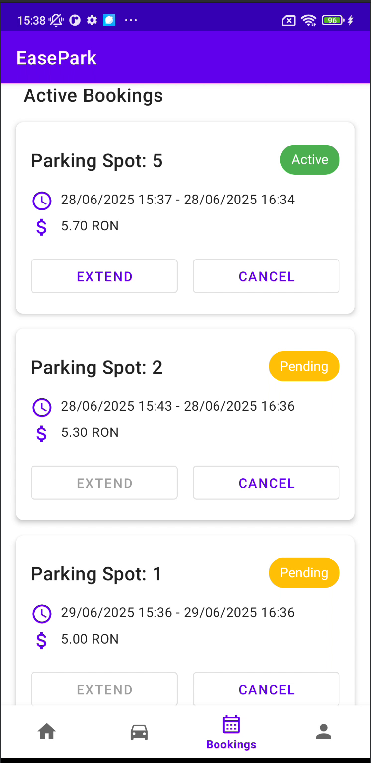 15:38
96
EasePark
Active Bookings
Parking Spot: 5
Active
28/06/2025 15:37 - 28/06/2025 16:34
$ 5.70 RON
EXTEND CANCEL
Parking Spot: 2
Pending
28/06/2025 15:43 - 28/06/2025 16:36
$ 5.30 RON
EXTEND CANCEL
Parking Spot: 1
Pending
29/06/2025 15:36 - 29/06/2025 16:36
$ 5.00 RON
EXTEND CANCEL
Bookings